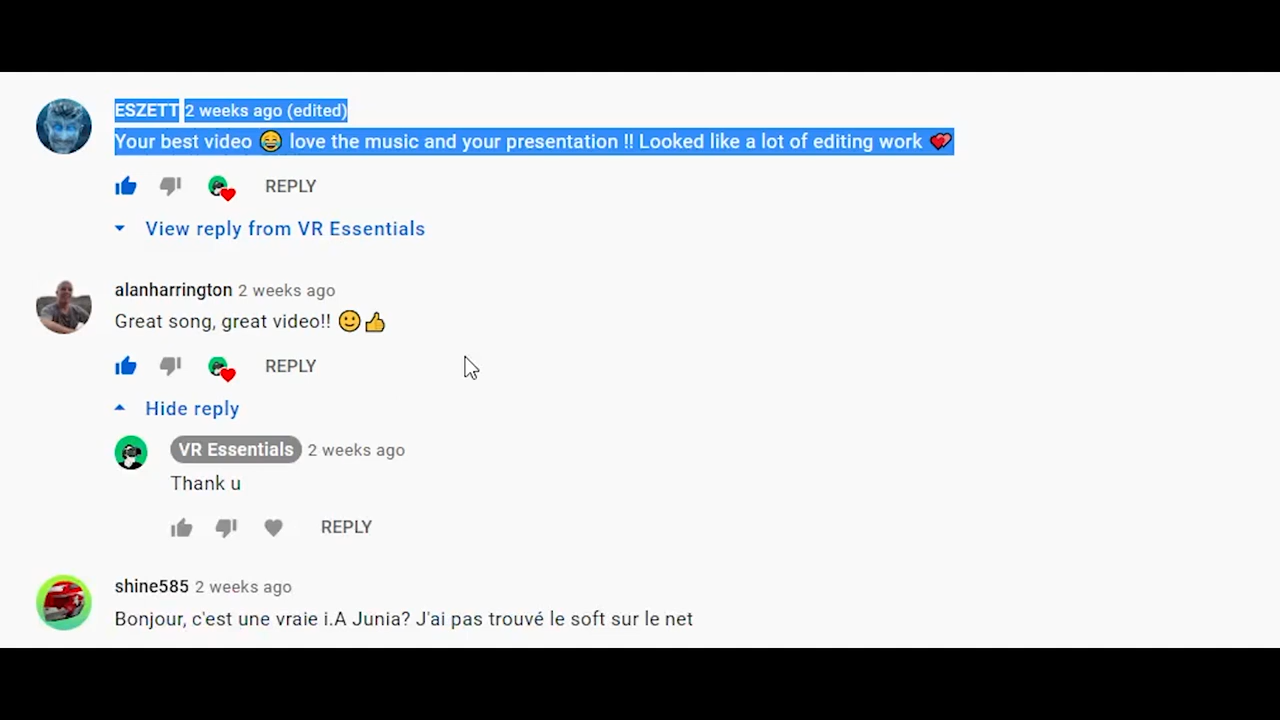 ESZETT 2 weeks ago (edited)
Your best video 😂 love the music and your presentation !! Looked like a lot of editing work 💕
REPLY
View reply from VR Essentials
alanharrington 2 weeks ago
Great song, great video!! 🙂👍
REPLY
Hide reply
VR Essentials 2 weeks ago
Thank u
REPLY
shine585 2 weeks ago
Bonjour, c'est une vraie i.A Junia? J'ai pas trouvé le soft sur le net